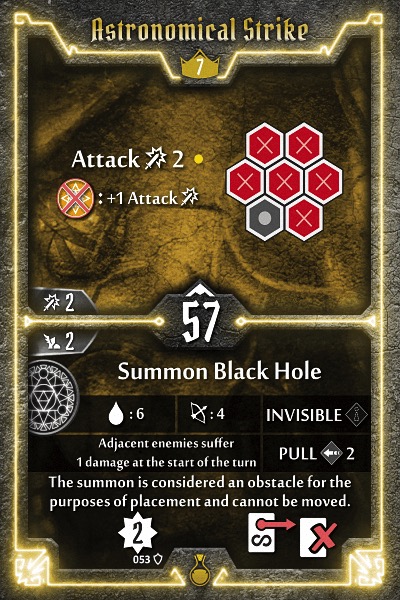 Astronomical Strike
7
Attack 2
: +1 Attack
2
57
2
Summon Black Hole
: 6
: 4
INVISIBLE
Adjacent enemies suffer
1 damage at the start of the turn
PULL 2
The summon is considered an obstacle for the
purposes of placement and cannot be moved.
2
S
053